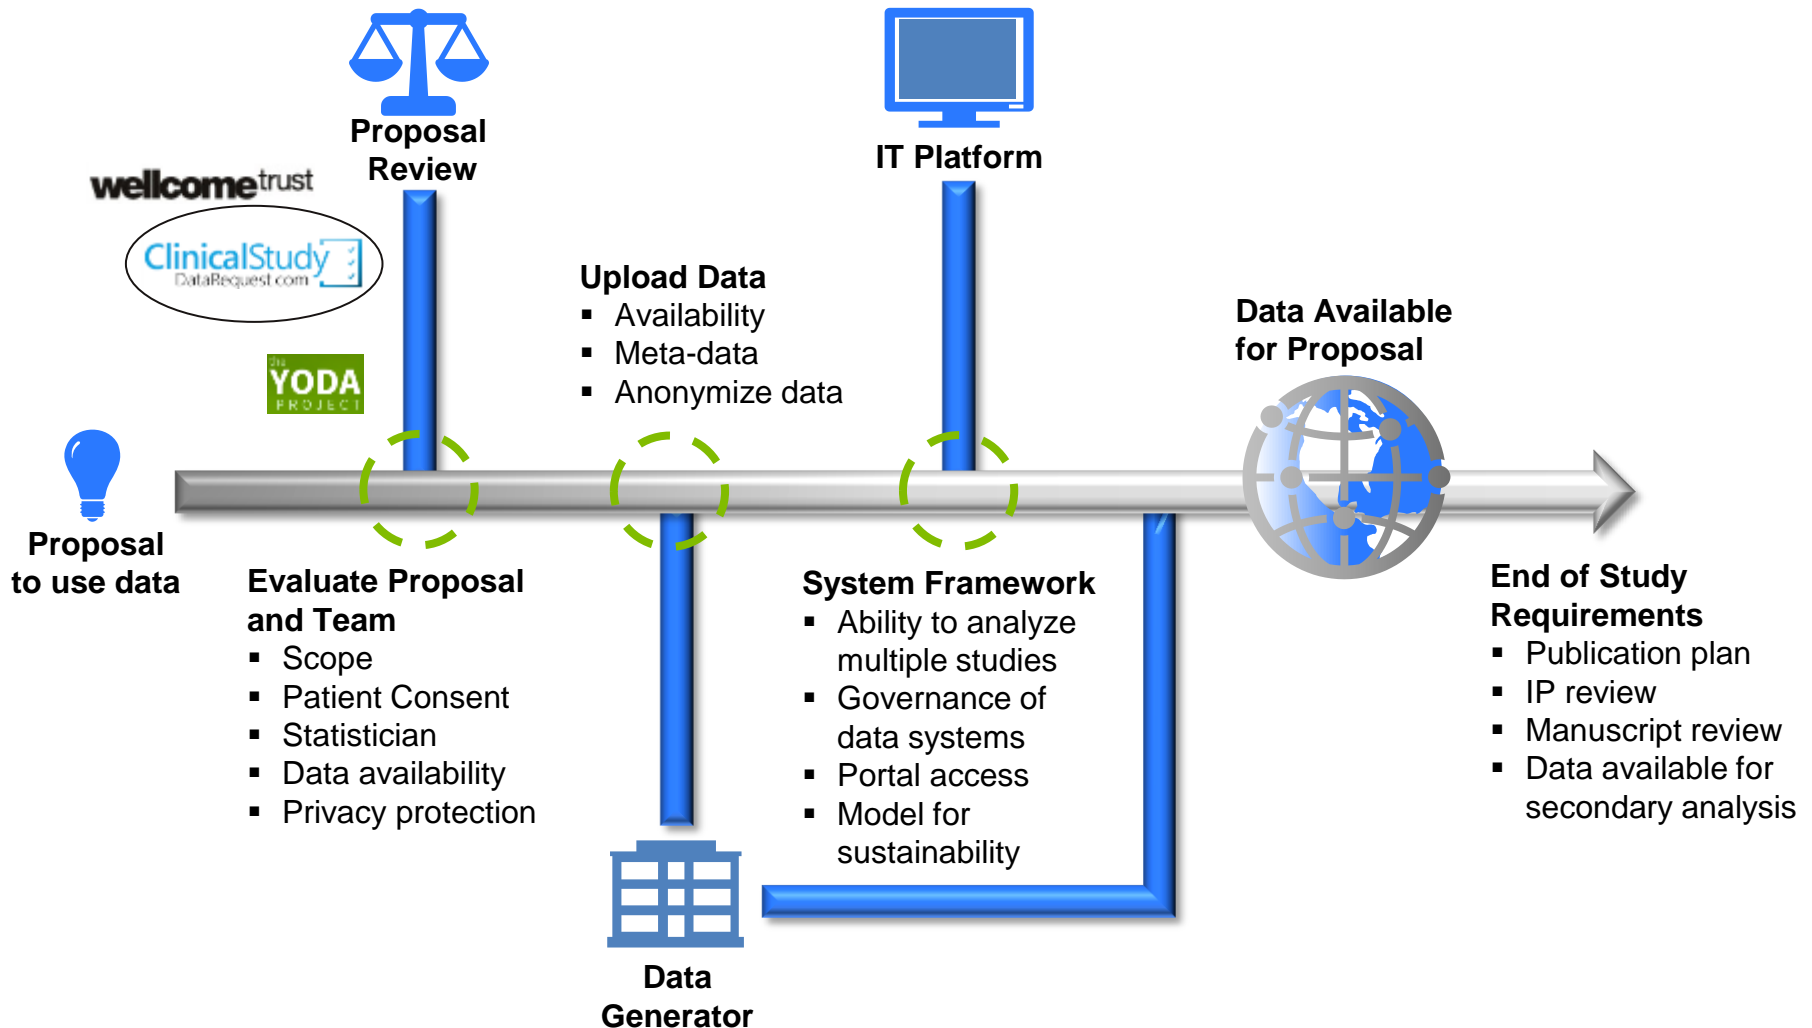 Proposal
Review
IT Platform
wellcometrust
ClinicalStudy
DataRequest.com
the
YODA
PROJECT
Upload Data
▪ Availability
▪ Meta-data
▪ Anonymize data
Data Available
for Proposal
Proposal
to use data
Evaluate Proposal
and Team
▪ Scope
▪ Patient Consent
▪ Statistician
▪ Data availability
▪ Privacy protection
System Framework
▪ Ability to analyze
multiple studies
▪ Governance of
data systems
▪ Portal access
▪ Model for
sustainability
End of Study
Requirements
▪ Publication plan
▪ IP review
▪ Manuscript review
▪ Data available for
secondary analysis
Data
Generator